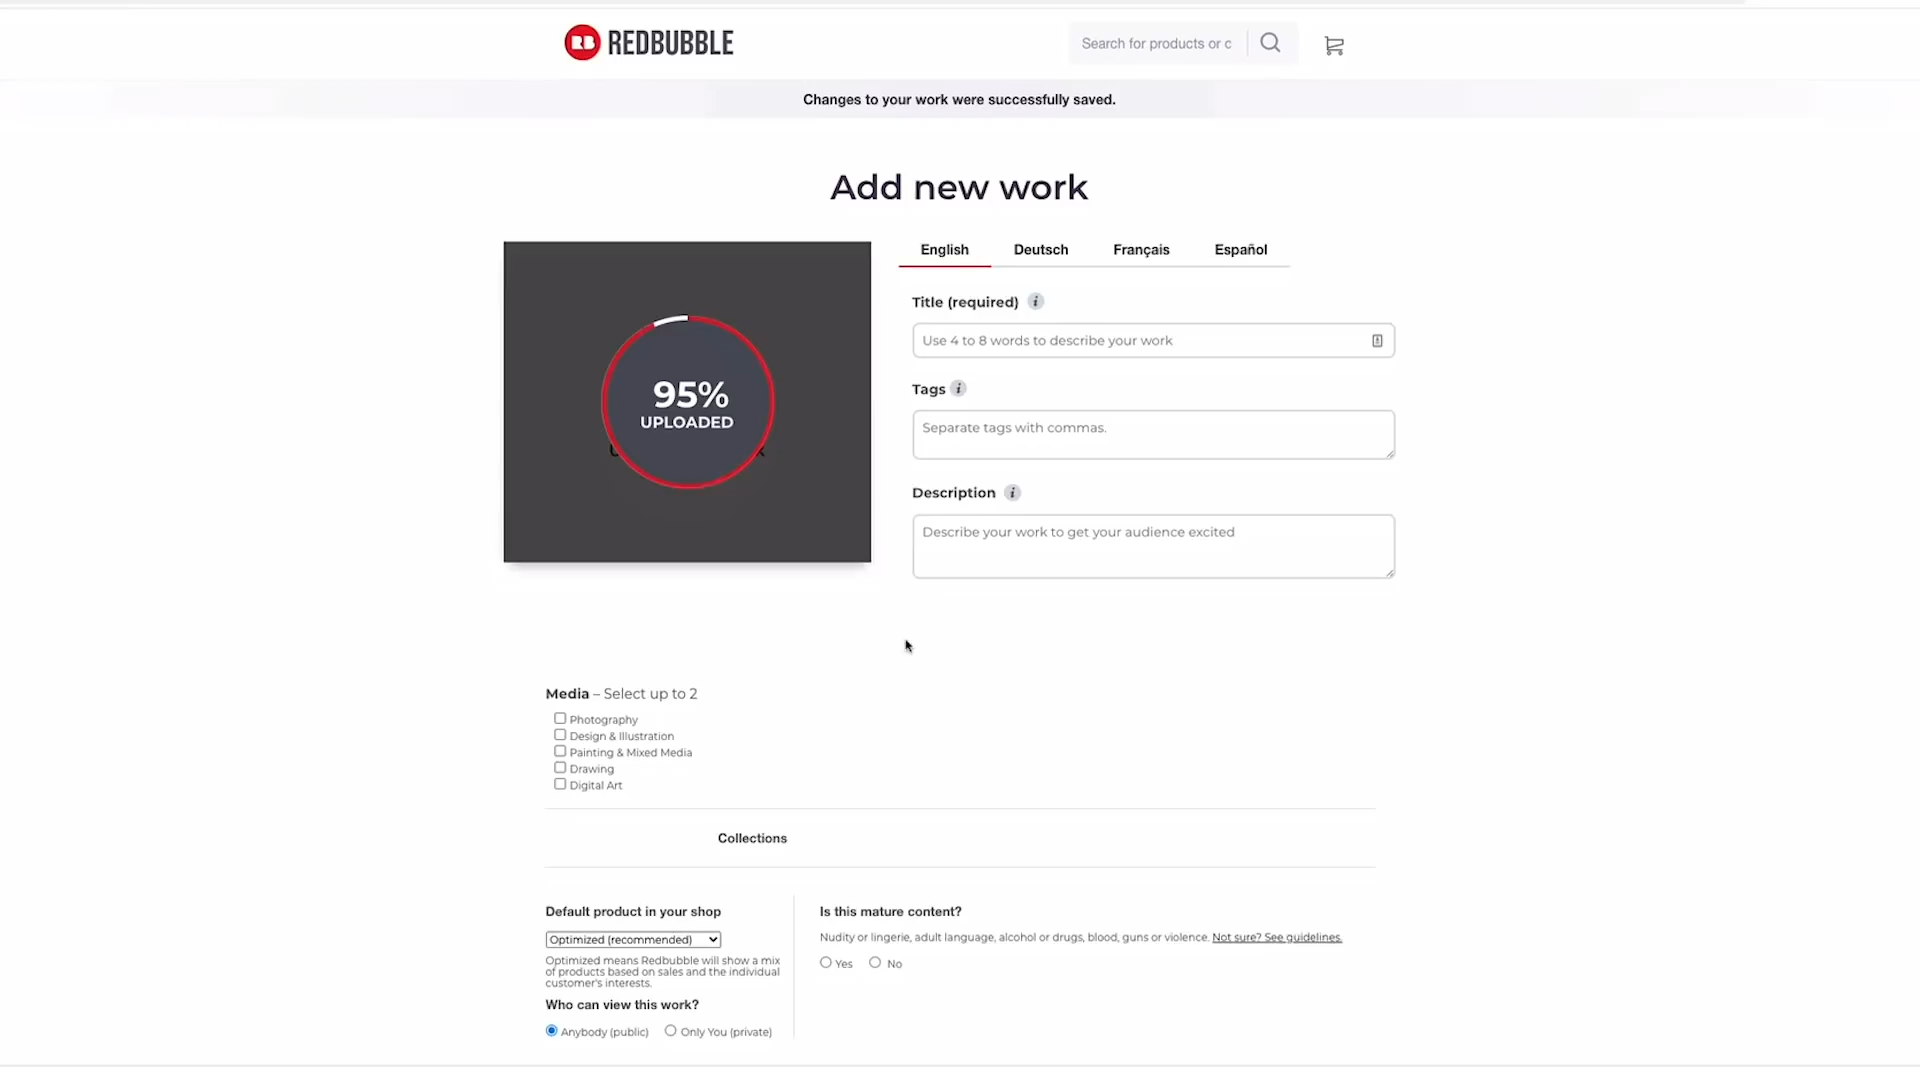 RB REDBUBBLE
Search for products or c
Changes to your work were successfully saved.
Add new work
English Deutsch Français Español
Title (required) i
Use 4 to 8 words to describe your work
Tags i
Separate tags with commas.
Description i
Describe your work to get your audience excited
95%
UPLOADED
Media – Select up to 2
Photography
Design & Illustration
Painting & Mixed Media
Drawing
Digital Art
Collections
Default product in your shop
Optimized (recommended)
Optimized means Redbubble will show a mix
of products based on sales and the individual
customer's interests.
Who can view this work?
Anybody (public) Only You (private)
Is this mature content?
Nudity or lingerie, adult language, alcohol or drugs, blood, guns or violence. Not sure? See guidelines.
Yes No